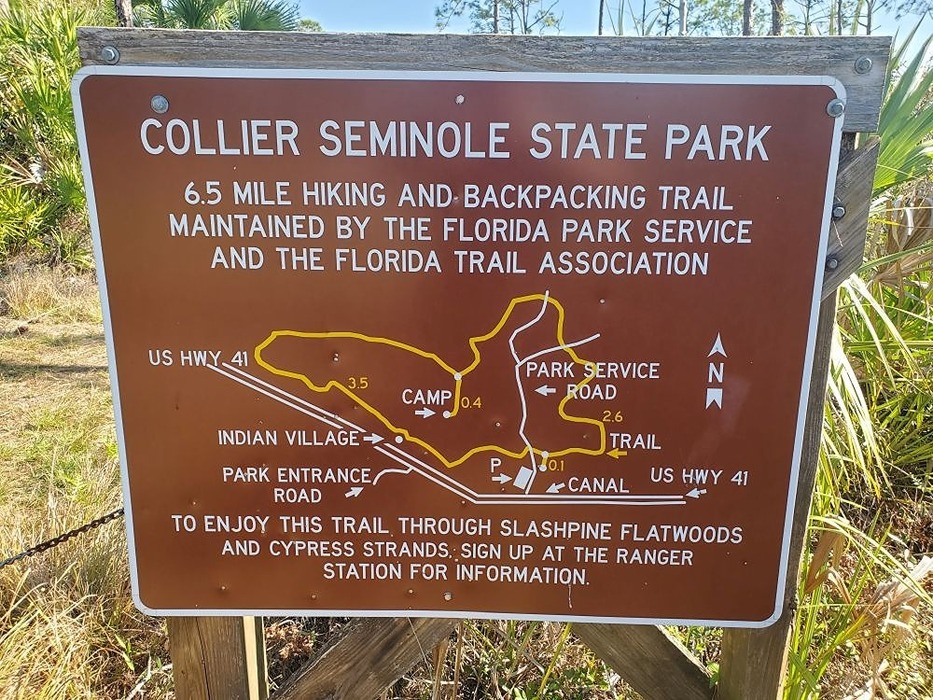 COLLIER SEMINOLE STATE PARK
6.5 MILE HIKING AND BACKPACKING TRAIL
MAINTAINED BY THE FLORIDA PARK SERVICE
AND THE FLORIDA TRAIL ASSOCIATION
US HWY 41
3.5
CAMP
0.4
PARK SERVICE
ROAD
N
2.6
TRAIL
INDIAN VILLAGE
P
0.1
PARK ENTRANCE
ROAD
CANAL
US HWY 41
TO ENJOY THIS TRAIL THROUGH SLASHPINE FLATWOODS
AND CYPRESS STRANDS, SIGN UP AT THE RANGER
STATION FOR INFORMATION.